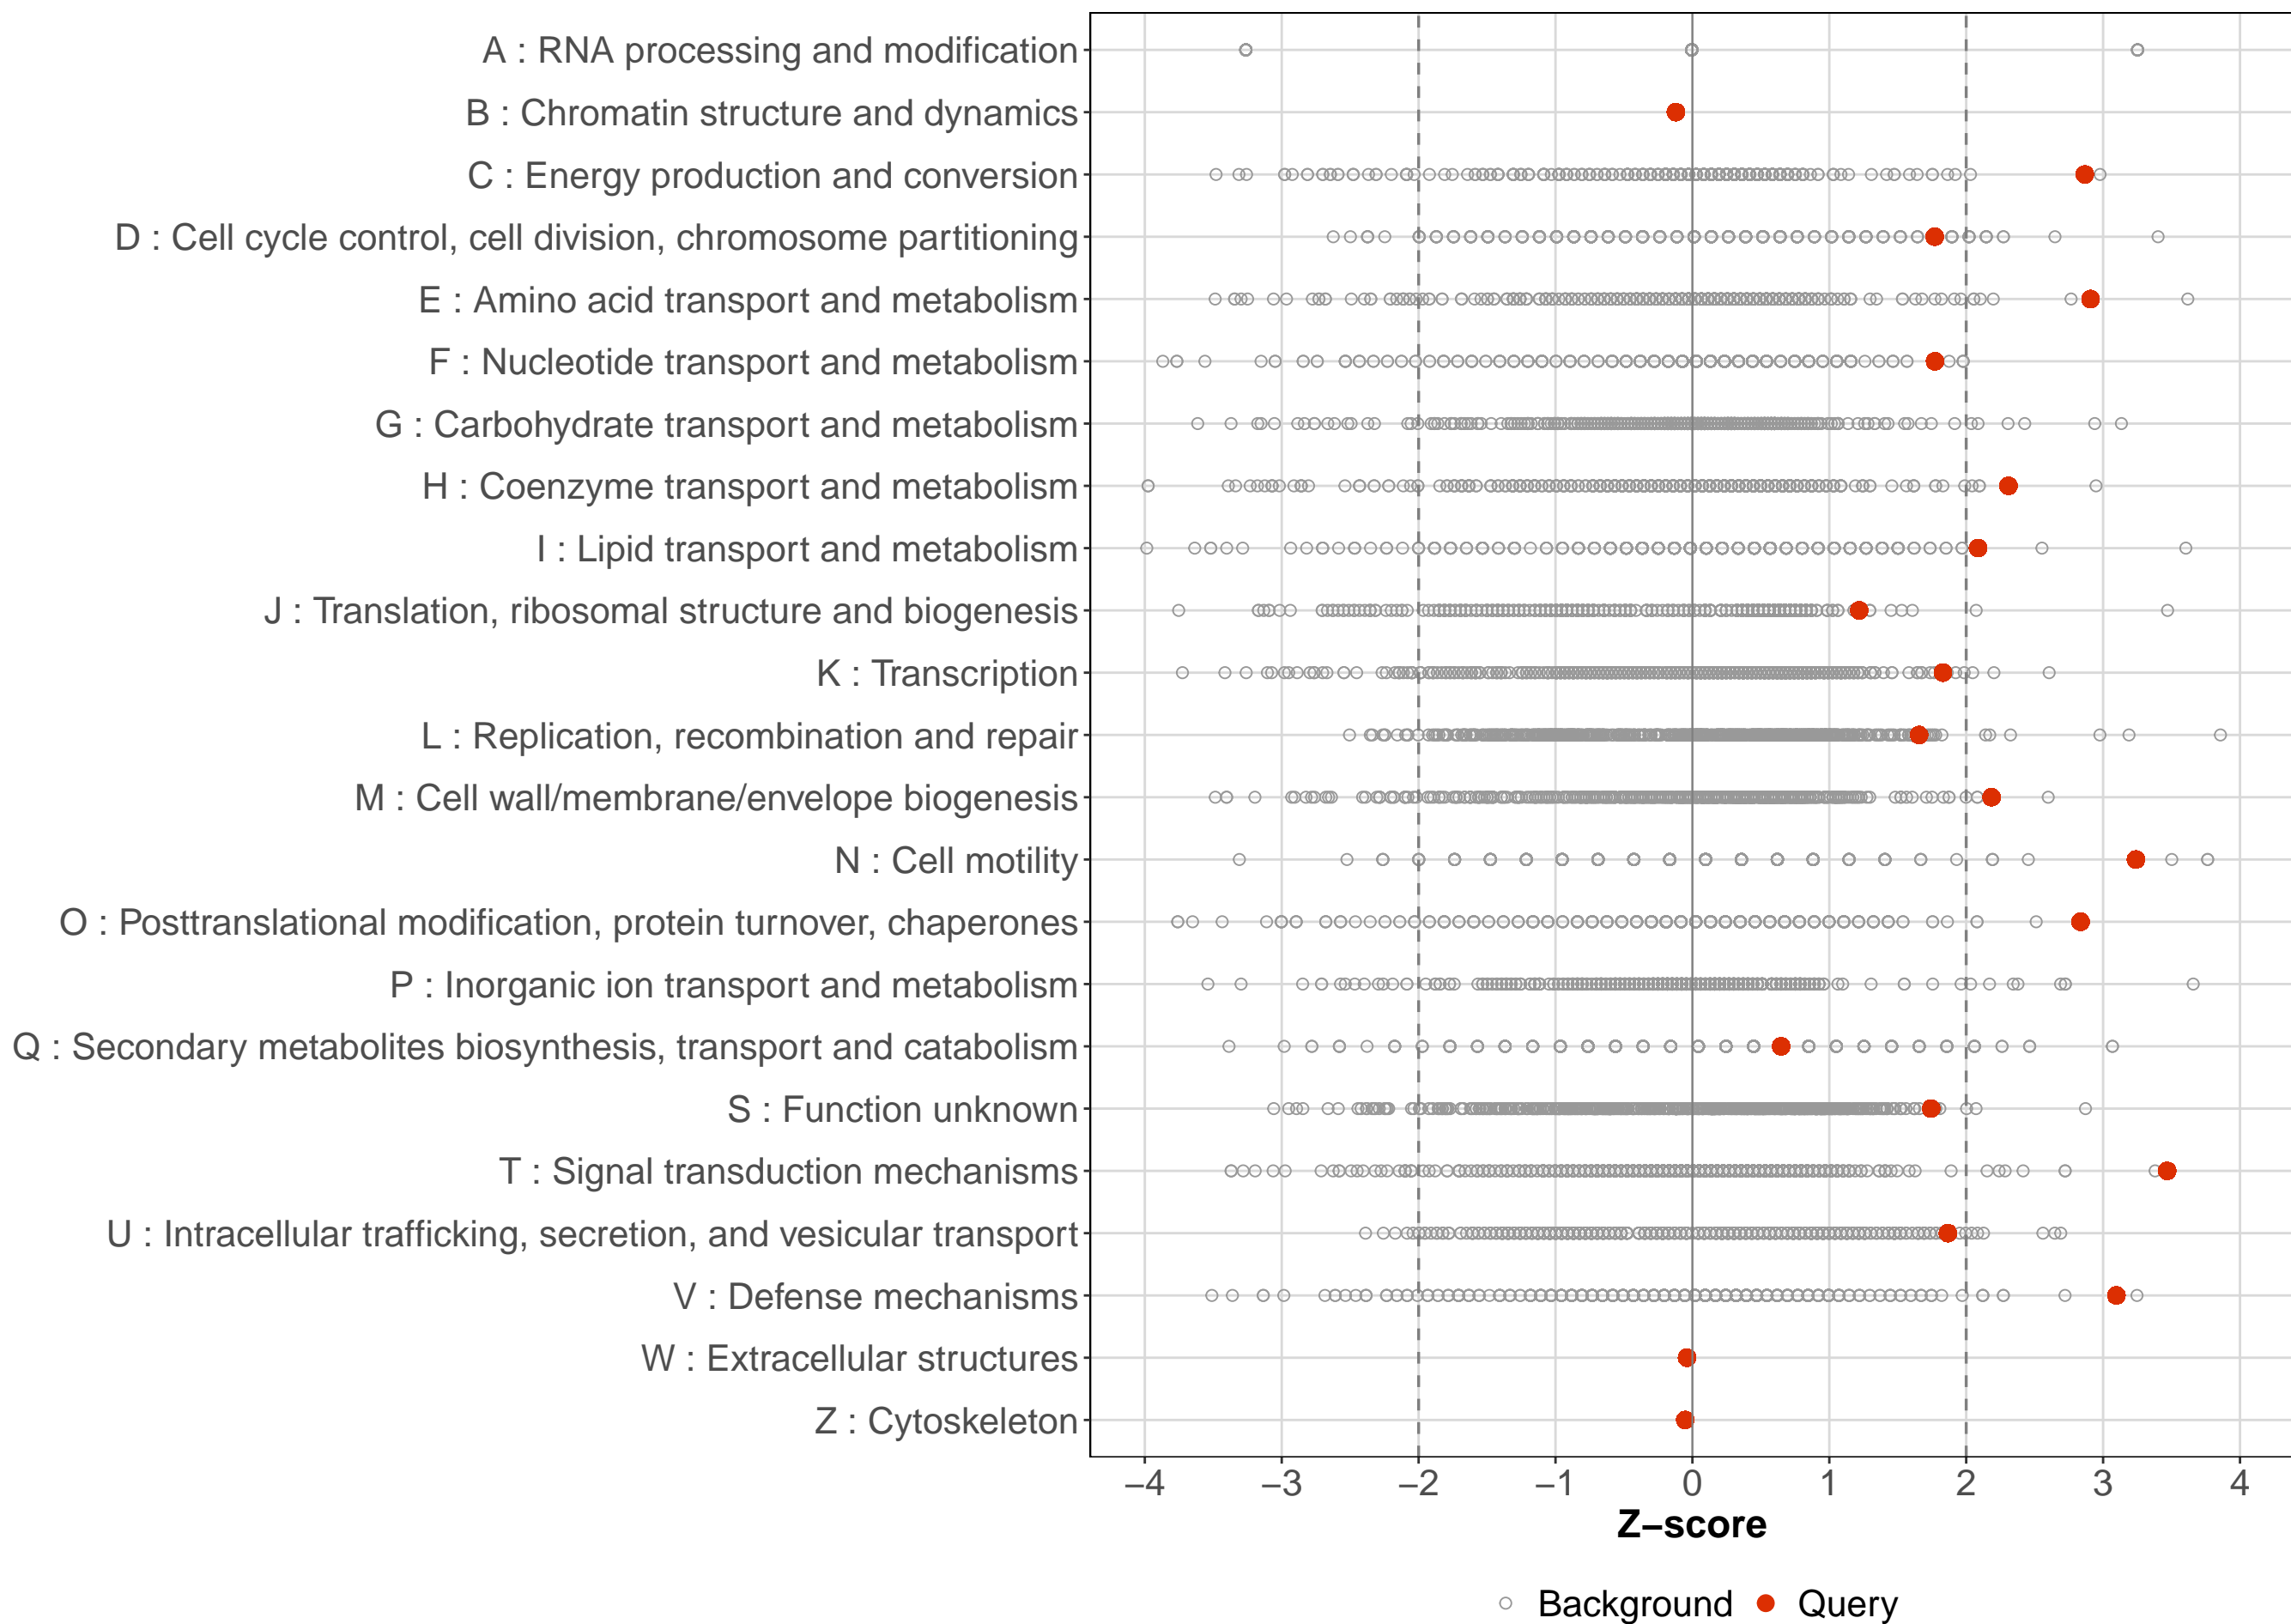 A : RNA processing and modification
B : Chromatin structure and dynamics
C : Energy production and conversion
D : Cell cycle control, cell division, chromosome partitioning
E : Amino acid transport and metabolism
F : Nucleotide transport and metabolism
G : Carbohydrate transport and metabolism
H : Coenzyme transport and metabolism
I : Lipid transport and metabolism
J : Translation, ribosomal structure and biogenesis
K : Transcription
L : Replication, recombination and repair
M : Cell wall/membrane/envelope biogenesis
N : Cell motility
O : Posttranslational modification, protein turnover, chaperones
P : Inorganic ion transport and metabolism
Q : Secondary metabolites biosynthesis, transport and catabolism
S : Function unknown
T : Signal transduction mechanisms
U : Intracellular trafficking, secretion, and vesicular transport
V : Defense mechanisms
W : Extracellular structures
Z : Cytoskeleton
−4 −3 −2 −1 0 1 2 3 4
Z−score
Background Query